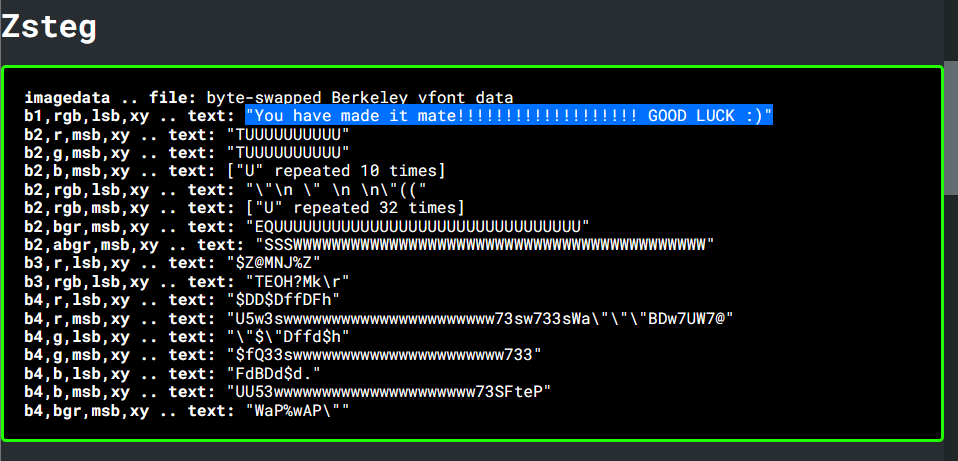 Zsteg
imagedata .. file: byte-swapped Berkeley vfont data
b1,rgb,lsb,xy .. text: "You have made it mate!!!!!!!!!!!!!!!!!!! GOOD LUCK :)"
b2,r,msb,xy .. text: "TUUUUUUUUUU"
b2,g,msb,xy .. text: "TUUUUUUUUUU"
b2,b,msb,xy .. text: ["U" repeated 10 times]
b2,rgb,lsb,xy .. text: "\"\n \" \n \n\"(("
b2,rgb,msb,xy .. text: ["U" repeated 32 times]
b2,bgr,msb,xy .. text: "EQUUUUUUUUUUUUUUUUUUUUUUUUUUUUUUUU"
b2,abgr,msb,xy .. text: "SSSWWWWWWWWWWWWWWWWWWWWWWWWWWWWWWWWWWWWWWWWWWW"
b3,r,lsb,xy .. text: "$Z@MNJ%Z"
b3,rgb,lsb,xy .. text: "TEOH?Mk\r"
b4,r,lsb,xy .. text: "$DD$DffDFh"
b4,r,msb,xy .. text: "U5w3swwwwwwwwwwwwwwwwwwwwww73sw733sWa\"\"\"BDw7UW7@"
b4,g,lsb,xy .. text: "\"$\"Dffd$h"
b4,g,msb,xy .. text: "$fQ33swwwwwwwwwwwwwwwwwwwwww733"
b4,b,lsb,xy .. text: "FdBDd$d."
b4,b,msb,xy .. text: "UU53wwwwwwwwwwwwwwwwwwwww73SFteP"
b4,bgr,msb,xy .. text: "WaP%wAP\""